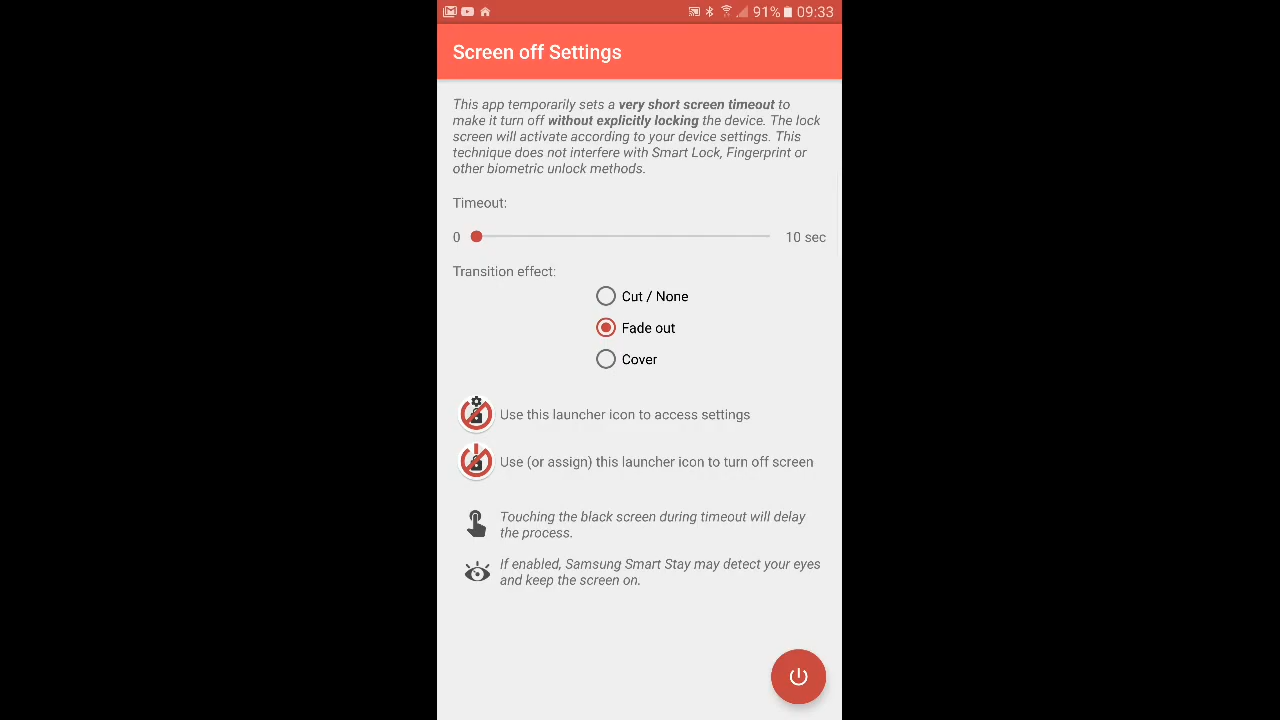 91% 09:33
Screen off Settings
This app temporarily sets a very short screen timeout to
make it turn off without explicitly locking the device. The lock
screen will activate according to your device settings. This
technique does not interfere with Smart Lock, Fingerprint or
other biometric unlock methods.
Timeout:
0 10 sec
Transition effect:
Cut / None
Fade out
Cover
Use this launcher icon to access settings
Use (or assign) this launcher icon to turn off screen
Touching the black screen during timeout will delay
the process.
If enabled, Samsung Smart Stay may detect your eyes
and keep the screen on.